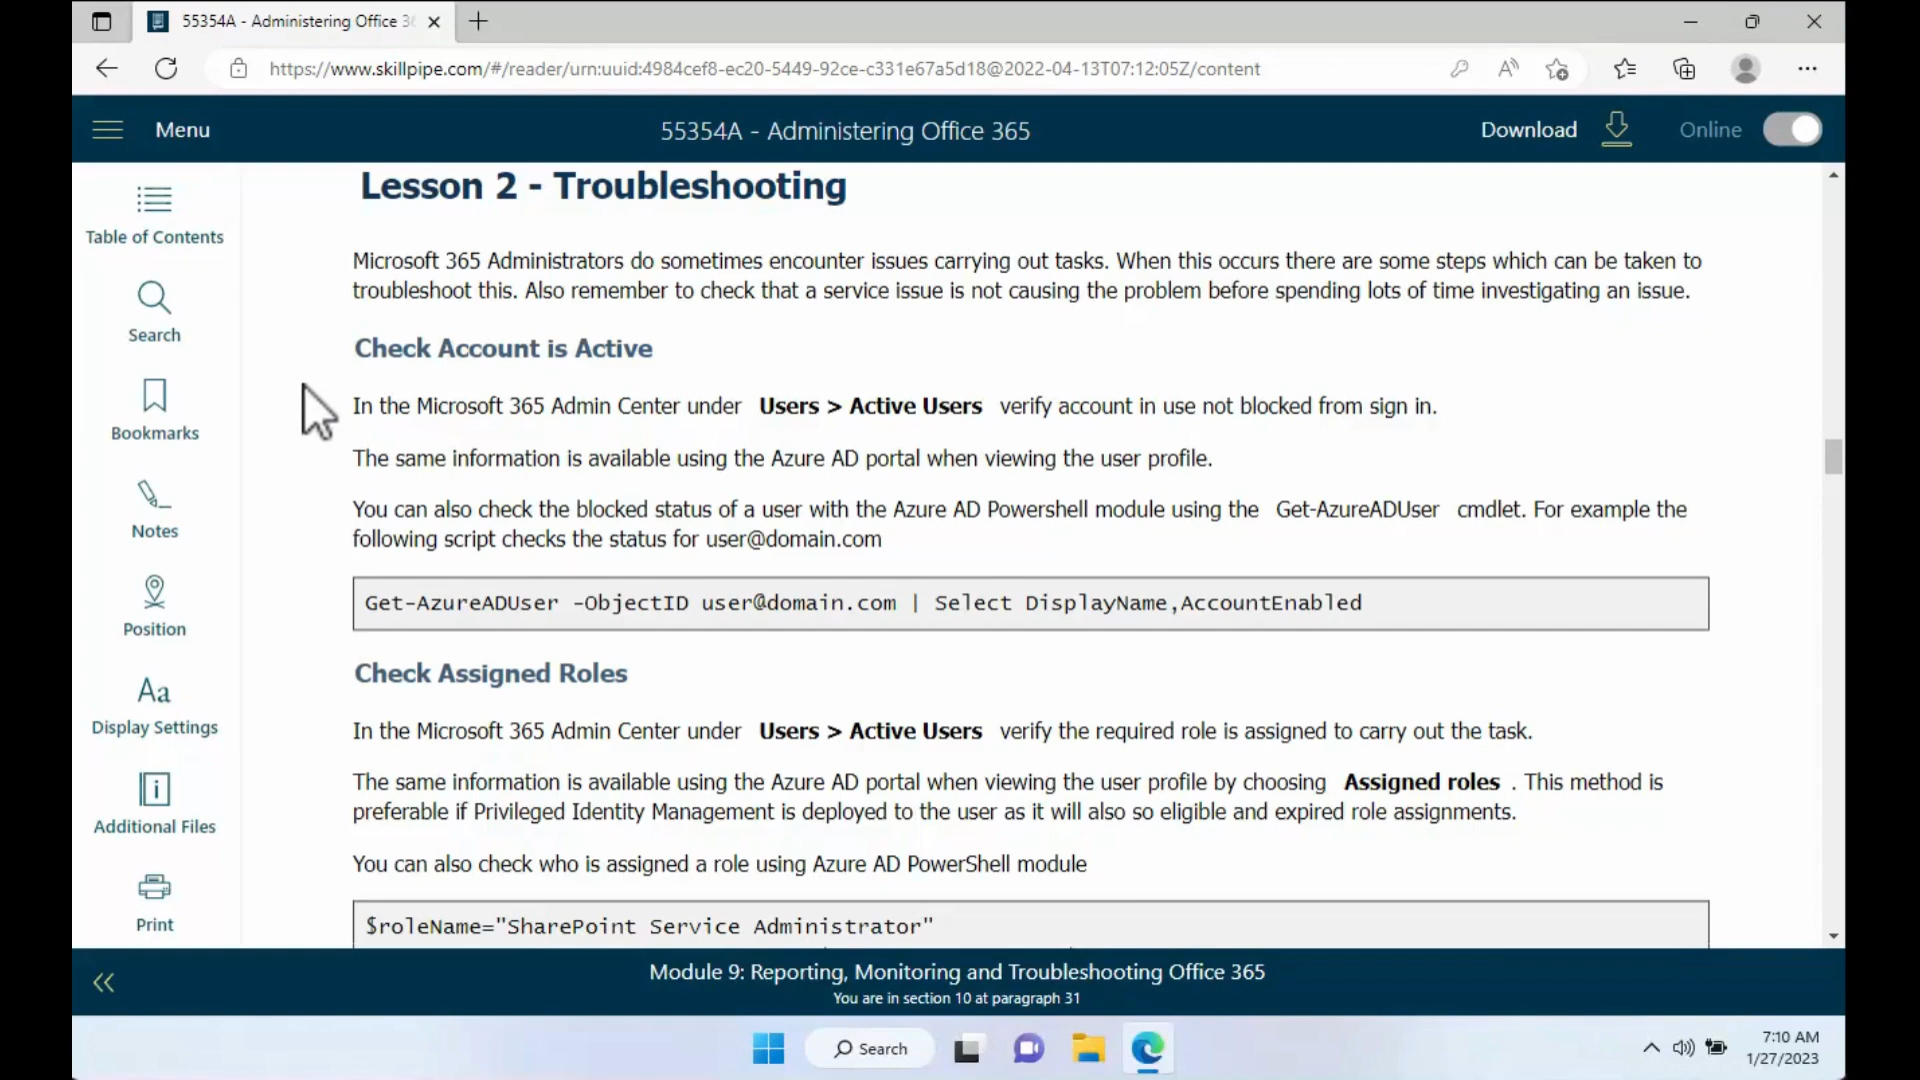 55354A - Administering Office 36
https://www.skillpipe.com/#/reader/urn:uuid:4984cef8-ec20-5449-92ce-c331e67a5d18@2022-04-13T07:12:05Z/content
Menu
55354A - Administering Office 365
Download
Online
Table of Contents
Search
Bookmarks
Notes
Position
Aa
Display Settings
Additional Files
Print
Lesson 2 - Troubleshooting
Microsoft 365 Administrators do sometimes encounter issues carrying out tasks. When this occurs there are some steps which can be taken to
troubleshoot this. Also remember to check that a service issue is not causing the problem before spending lots of time investigating an issue.
Check Account is Active
In the Microsoft 365 Admin Center under Users > Active Users verify account in use not blocked from sign in.
The same information is available using the Azure AD portal when viewing the user profile.
You can also check the blocked status of a user with the Azure AD Powershell module using the Get-AzureADUser cmdlet. For example the
following script checks the status for user@domain.com
Get-AzureADUser -ObjectID user@domain.com | Select DisplayName,AccountEnabled
Check Assigned Roles
In the Microsoft 365 Admin Center under Users > Active Users verify the required role is assigned to carry out the task.
The same information is available using the Azure AD portal when viewing the user profile by choosing Assigned roles . This method is
preferable if Privileged Identity Management is deployed to the user as it will also so eligible and expired role assignments.
You can also check who is assigned a role using Azure AD PowerShell module
$roleName="SharePoint Service Administrator"
Module 9: Reporting, Monitoring and Troubleshooting Office 365
You are in section 10 at paragraph 31
Search
7:10 AM
1/27/2023